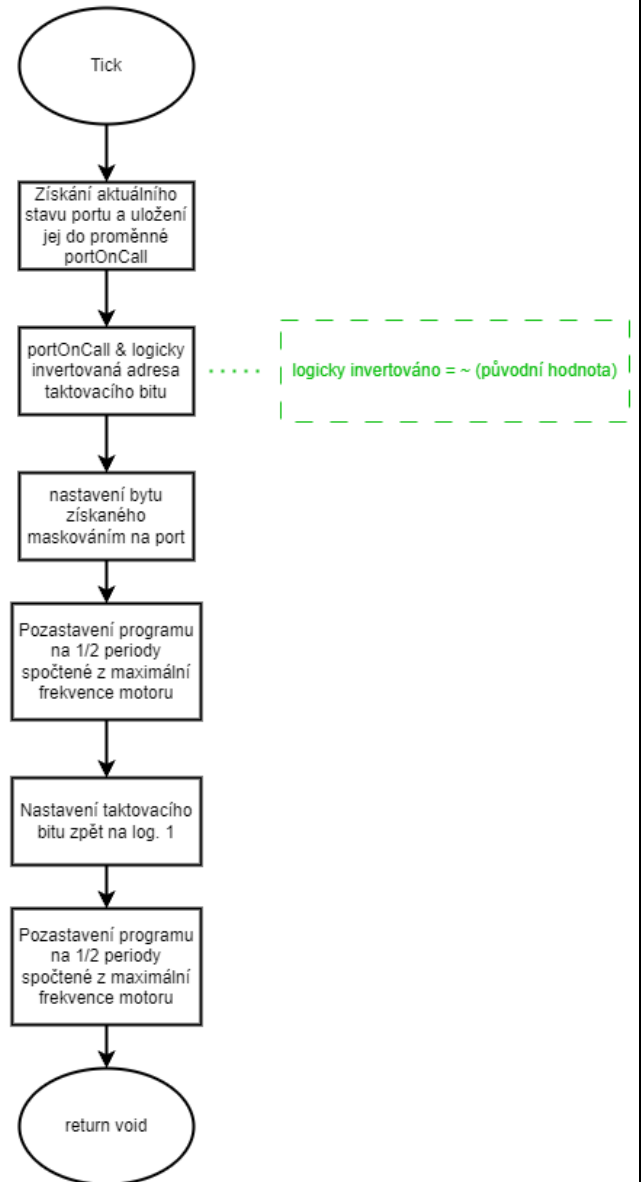 Tick
Získání aktuálního
stavu portu a uložení
jej do proměnné
portOnCall
portOnCall & logicky
invertovaná adresa
taktovacího bitu
logicky invertováno = ~ (původní hodnota)
nastavení bytu
získaného
maskováním na port
Pozastavení programu
na 1/2 periody
spočtené z maximální
frekvence motoru
Nastavení taktovacího
bitu zpět na log. 1
Pozastavení programu
na 1/2 periody
spočtené z maximální
frekvence motoru
return void